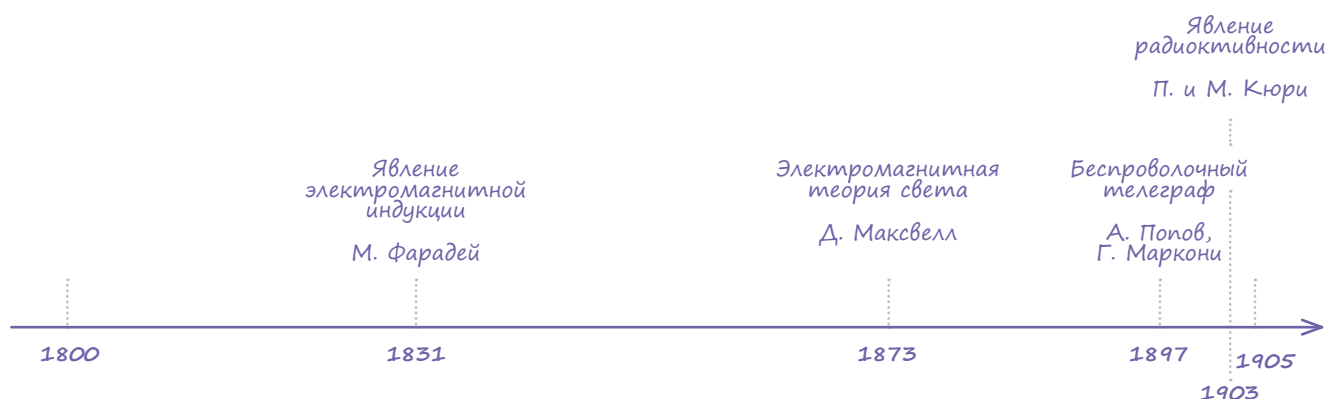 Явление
радиоктивности
П. и М. Кюри
Явление
электромагнитной
индукции
М. Фарадей
Электромагнитная
теория света
Д. Максвелл
Беспроволочный
телеграф
А. Попов,
Г. Маркони
1800
1831
1873
1897
1905
1903